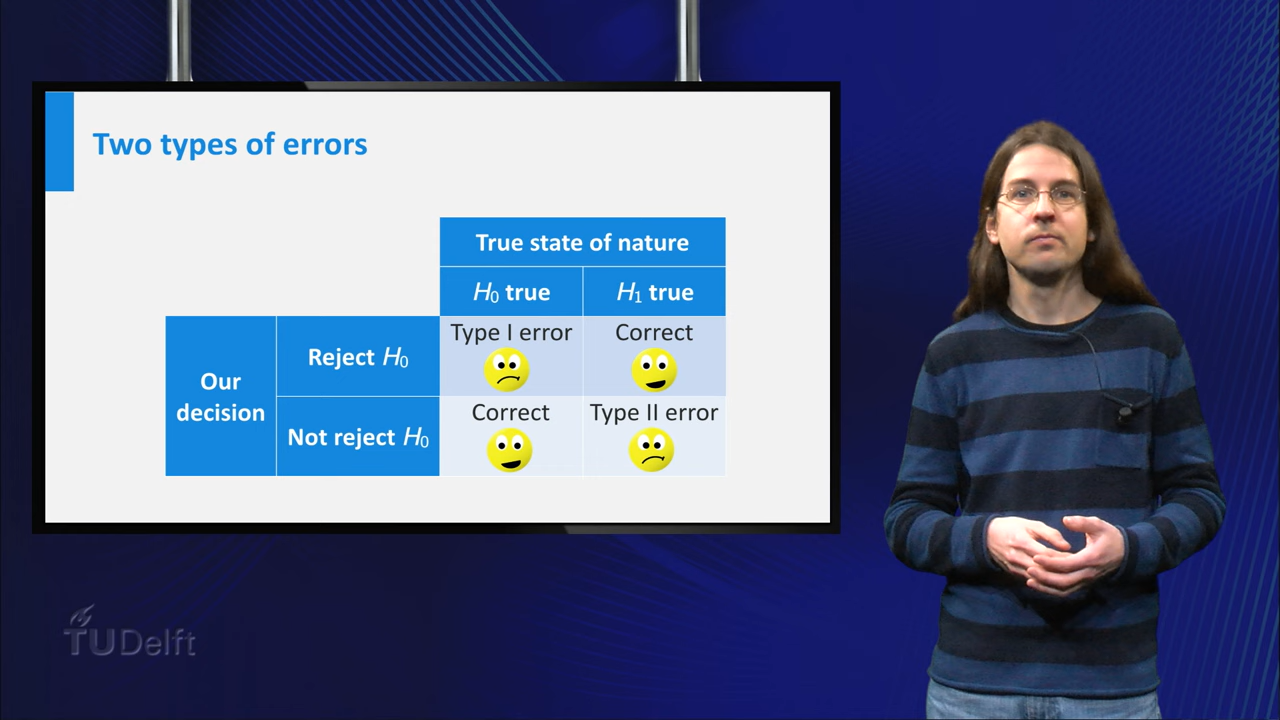 Two types of errors
True state of nature
H₀ true
H₁ true
Our
decision
Reject H₀
Type I error
Correct
Not reject H₀
Correct
Type II error
TUDelft